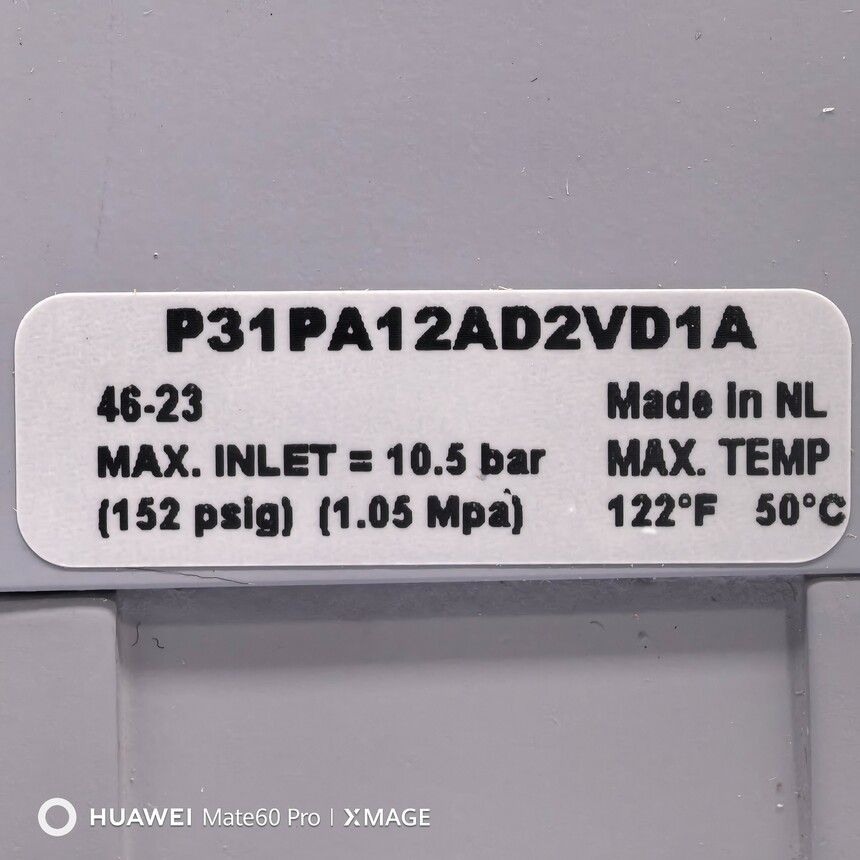 P31PA12AD2VD1A
46-23 Made in NL
MAX. INLET = 10.5 bar MAX. TEMP
(152 psig) (1.05 Mpa) 122°F 50°C
HUAWEI Mate60 Pro | XMAGE